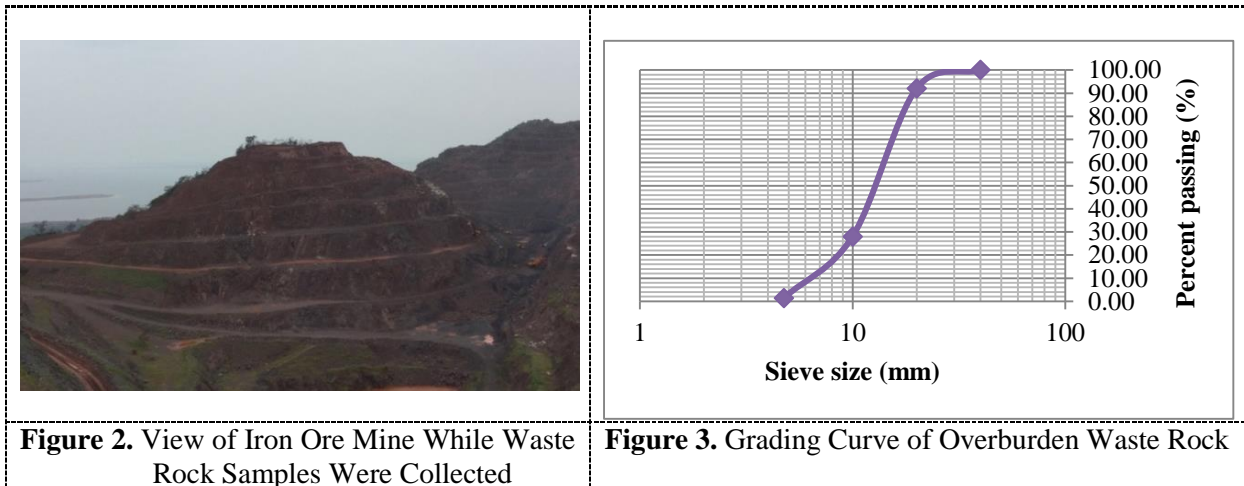 100.00
90.00
80.00
70.00
60.00
50.00
40.00
30.00
20.00
10.00
0.00
Percent passing (%)
1 10 100
Sieve size (mm)
Figure 2. View of Iron Ore Mine While Waste
Rock Samples Were Collected
Figure 3. Grading Curve of Overburden Waste Rock